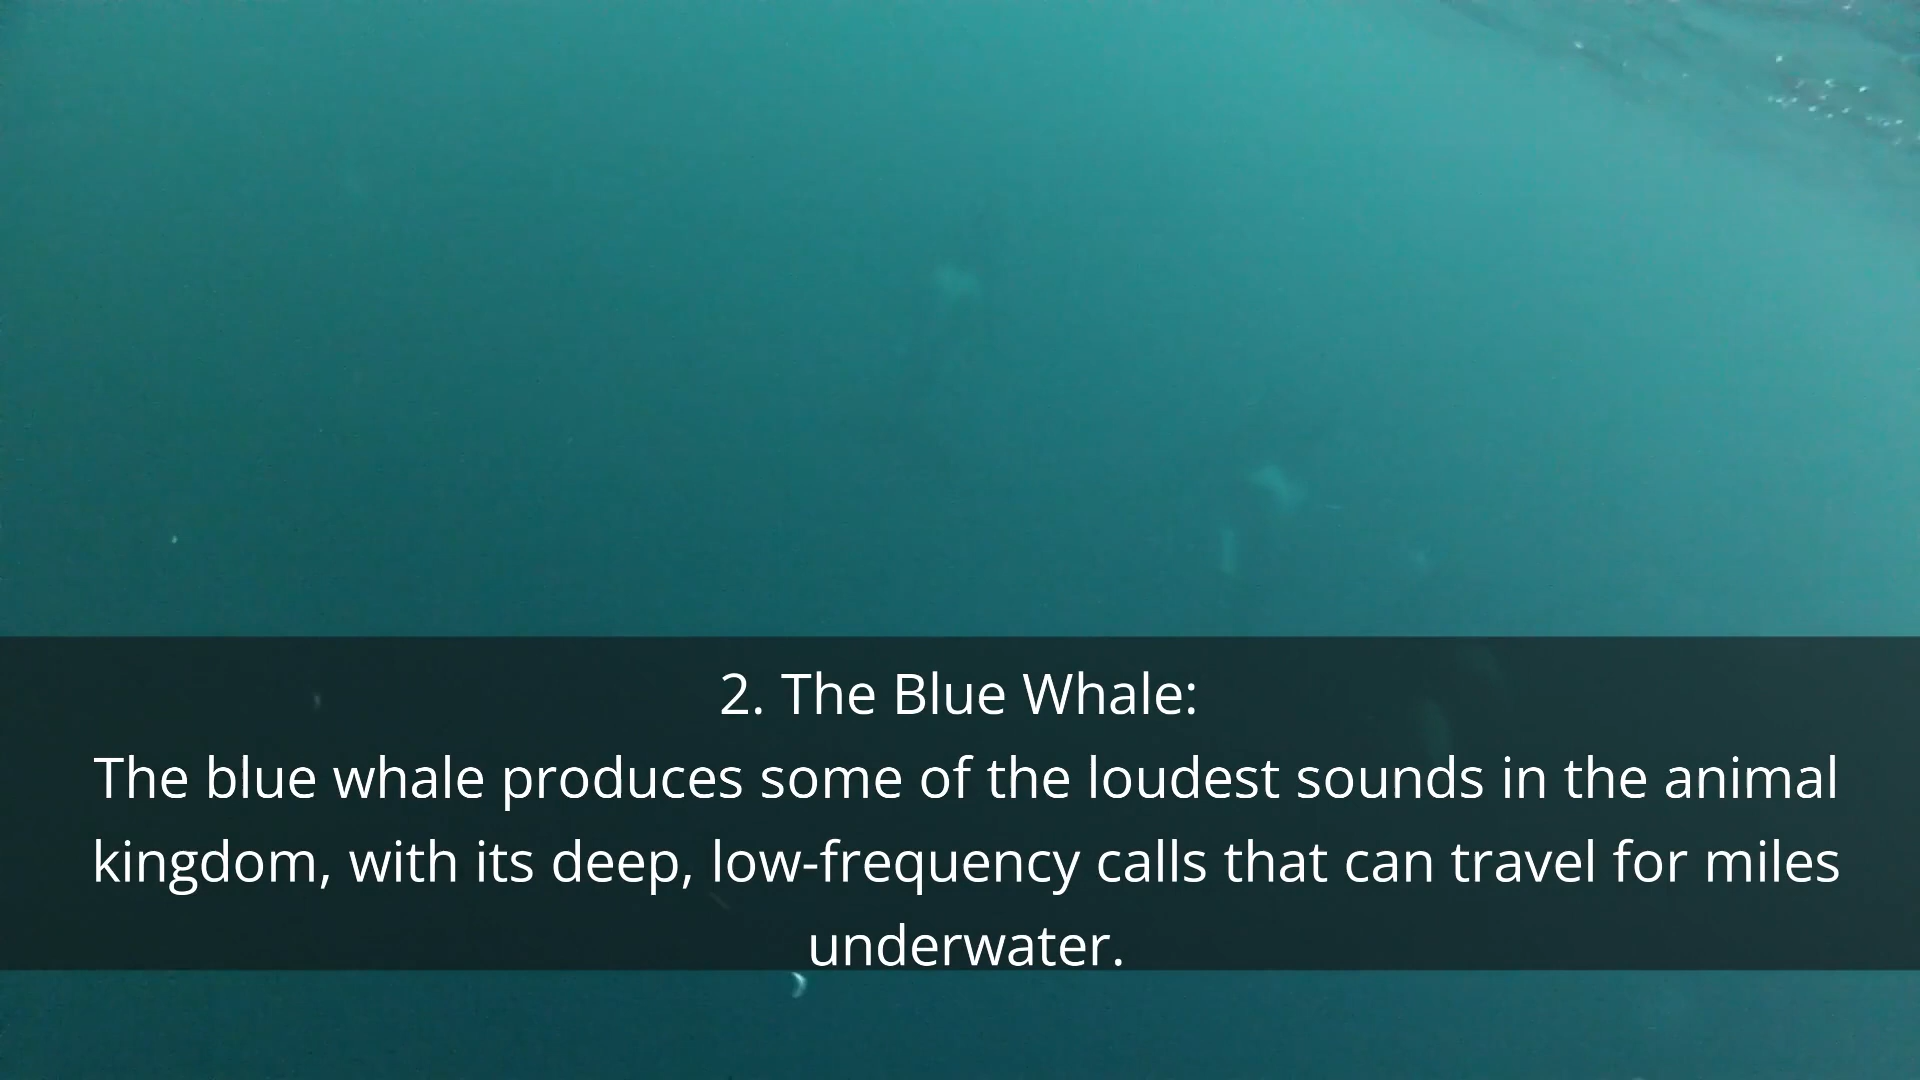 2. The Blue Whale:
The blue whale produces some of the loudest sounds in the animal
kingdom, with its deep, low-frequency calls that can travel for miles
underwater.